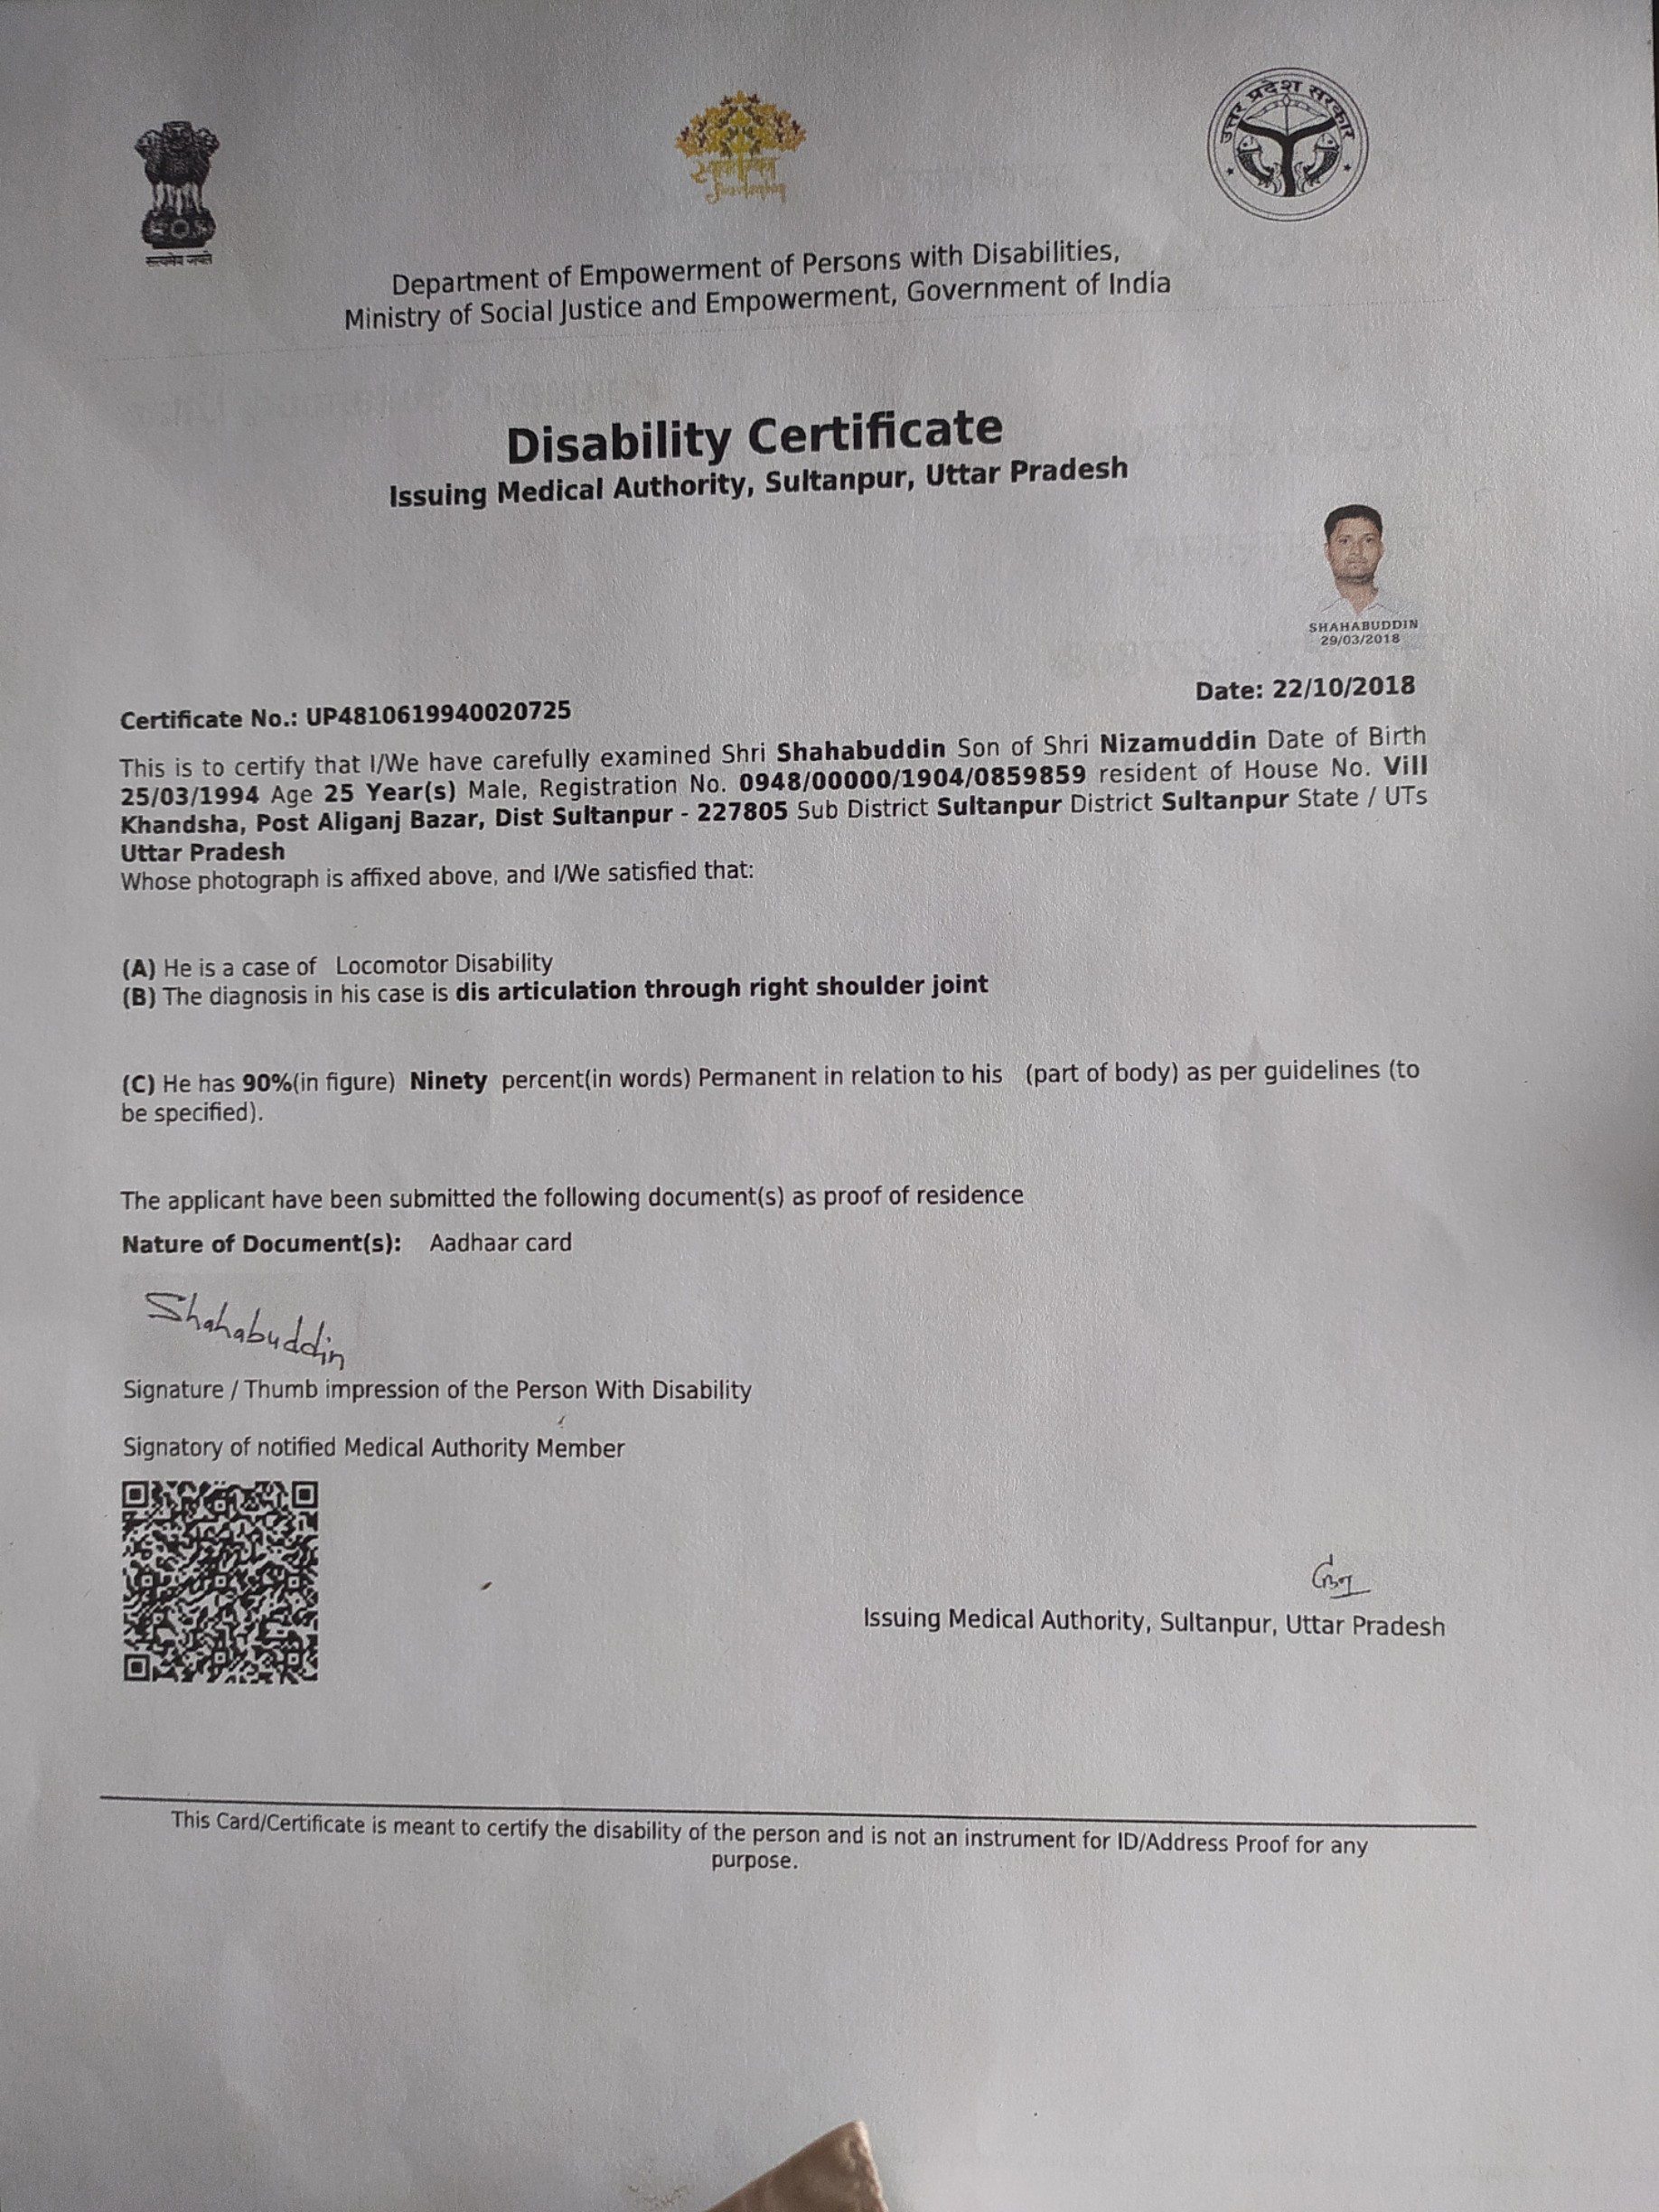 उत्तर प्रदेश सरकार
सत्यमेव जयते
Department of Empowerment of Persons with Disabilities,
Ministry of Social Justice and Empowerment, Government of India
Disability Certificate
Issuing Medical Authority, Sultanpur, Uttar Pradesh
SHAHABUDDIN
29/03/2018
Certificate No.: UP4810619940020725
Date: 22/10/2018
This is to certify that I/We have carefully examined Shri Shahabuddin Son of Shri Nizamuddin Date of Birth
25/03/1994 Age 25 Year(s) Male, Registration No. 0948/00000/1904/0859859 resident of House No. Vill
Khandsha, Post Aliganj Bazar, Dist Sultanpur - 227805 Sub District Sultanpur District Sultanpur State / UTs
Uttar Pradesh
Whose photograph is affixed above, and I/We satisfied that:
(A) He is a case of Locomotor Disability
(B) The diagnosis in his case is dis articulation through right shoulder joint
(C) He has 90%(in figure) Ninety percent(in words) Permanent in relation to his (part of body) as per guidelines (to
be specified).
The applicant have been submitted the following document(s) as proof of residence
Nature of Document(s): Aadhaar card
Shahabuddin
Signature / Thumb impression of the Person With Disability
Signatory of notified Medical Authority Member
Issuing Medical Authority, Sultanpur, Uttar Pradesh
This Card/Certificate is meant to certify the disability of the person and is not an instrument for ID/Address Proof for any
purpose.